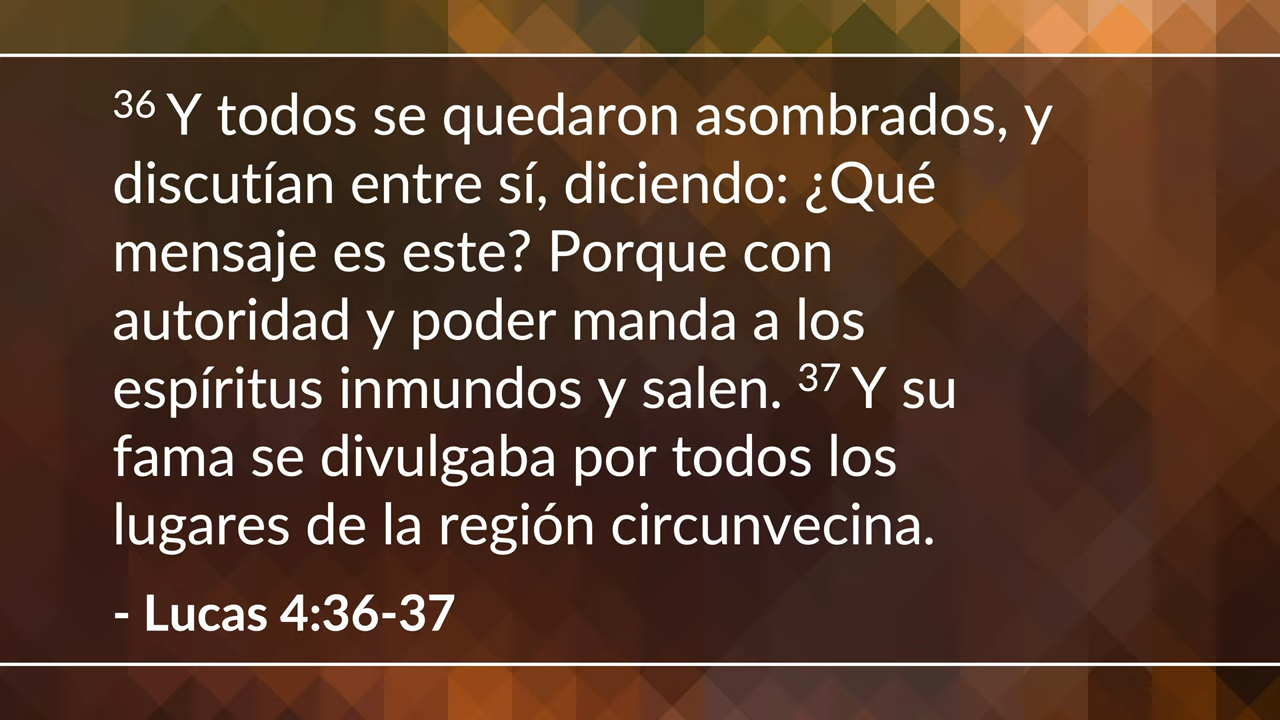 36 Y todos se quedaron asombrados, y
discutían entre sí, diciendo: ¿Qué
mensaje es este? Porque con
autoridad y poder manda a los
espíritus inmundos y salen. 37 Y su
fama se divulgaba por todos los
lugares de la región circunvecina.
- Lucas 4:36-37